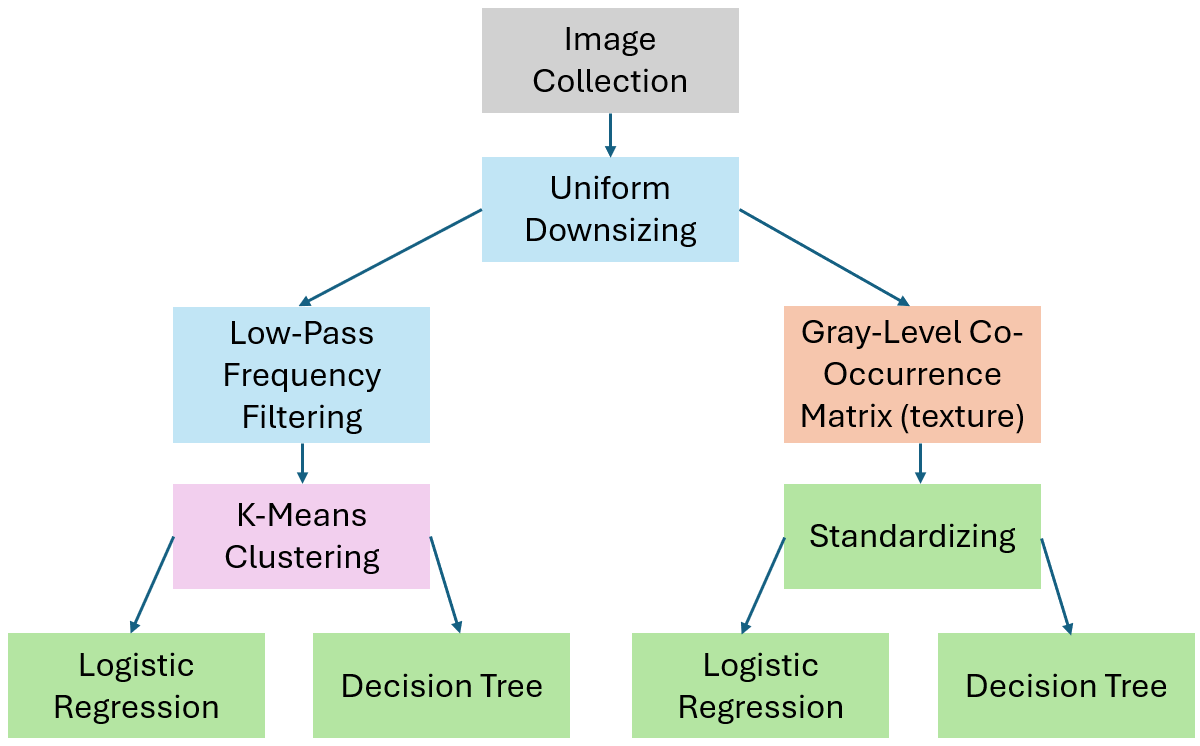 Image
Collection
Uniform
Downsizing
Low-Pass
Frequency
Filtering
Gray-Level Co-
Occurrence
Matrix (texture)
K-Means
Clustering
Standardizing
Logistic
Regression
Decision Tree
Logistic
Regression
Decision Tree